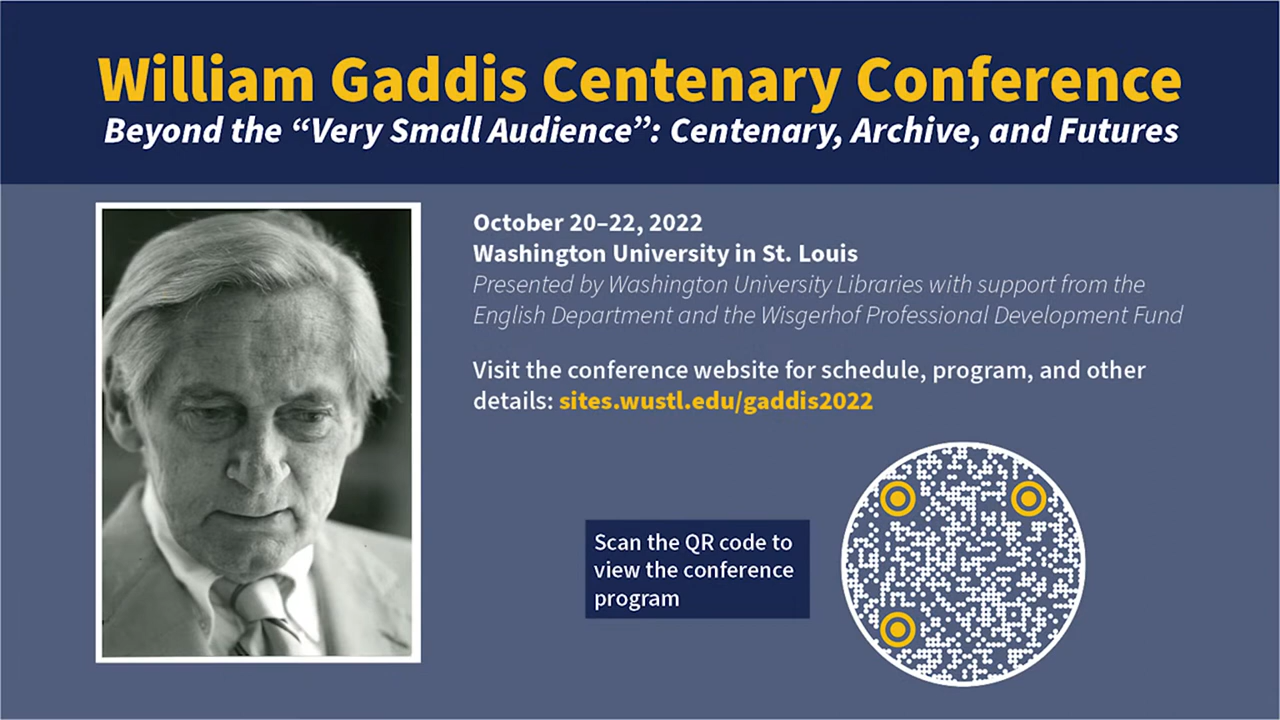 William Gaddis Centenary Conference
Beyond the “Very Small Audience”: Centenary, Archive, and Futures
October 20–22, 2022
Washington University in St. Louis
Presented by Washington University Libraries with support from the
English Department and the Wisgerhof Professional Development Fund
Visit the conference website for schedule, program, and other
details: sites.wustl.edu/gaddis2022
Scan the QR code to
view the conference
program